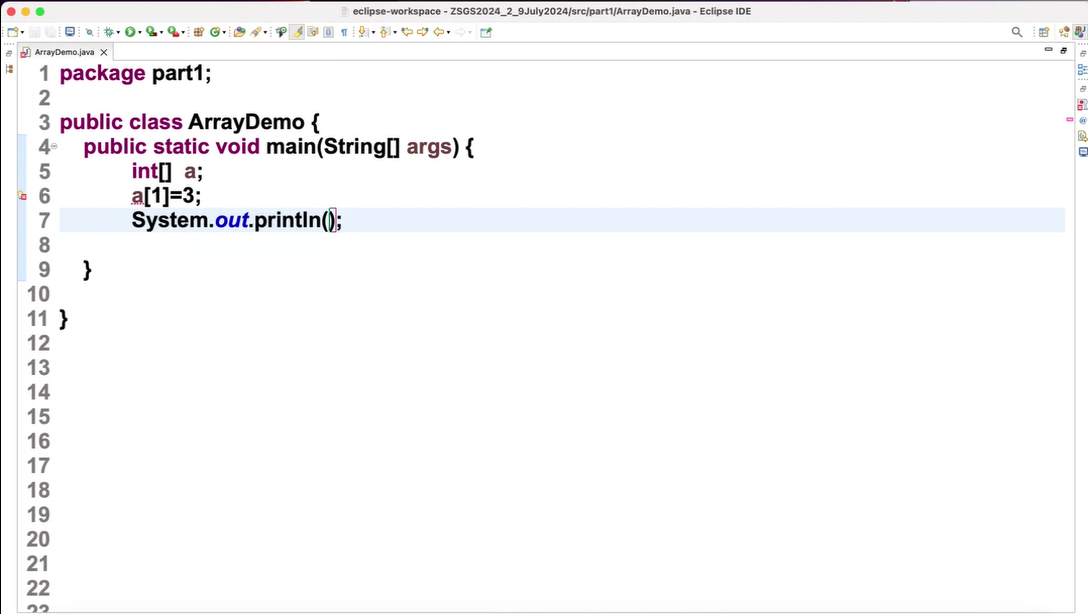 eclipse-workspace - ZSGS2024_2_9July2024/src/part1/ArrayDemo.java - Eclipse IDE
ArrayDemo.java
1 package part1;
2
3 public class ArrayDemo {
4 public static void main(String[] args) {
5 int[] a;
6 a[1]=3;
7 System.out.println();
8
9 }
10
11 }
12
13
14
15
16
17
18
19
20
21
22
23